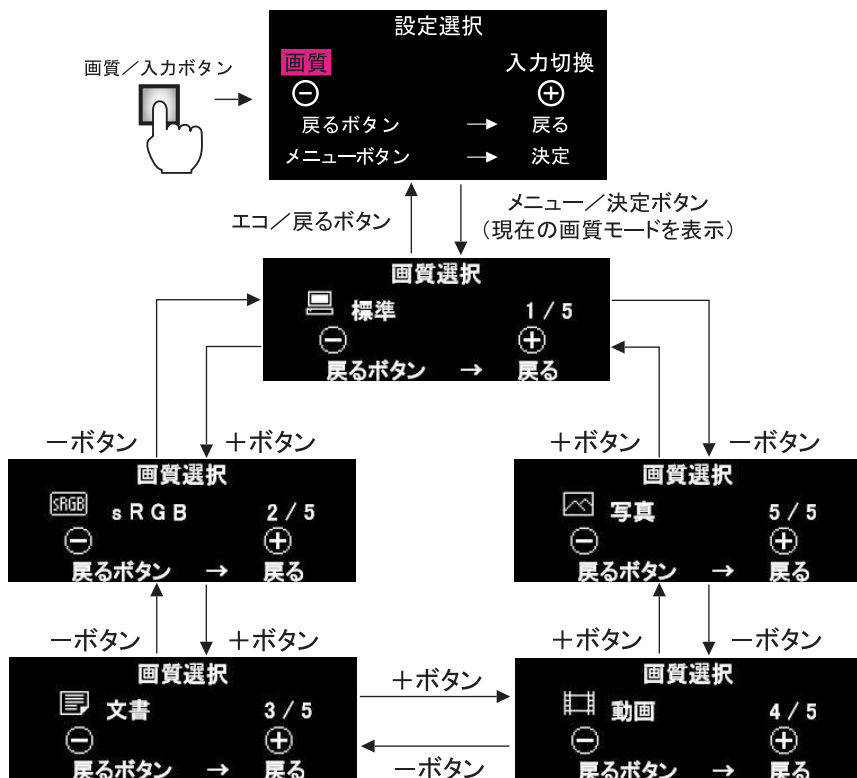 設定選択
画質 入力切換
画質／入力ボタン
戻るボタン → 戻る
メニューボタン → 決定
エコ／戻るボタン
メニュー／決定ボタン
（現在の画質モードを表示）
画質選択
標準 1/5
戻るボタン → 戻る
－ボタン ＋ボタン
＋ボタン －ボタン
画質選択
sRGB sRGB 2/5
戻るボタン → 戻る
画質選択
写真 5/5
戻るボタン → 戻る
－ボタン ＋ボタン
＋ボタン －ボタン
画質選択
文書 3/5
戻るボタン → 戻る
＋ボタン
－ボタン
画質選択
動画 4/5
戻るボタン → 戻る